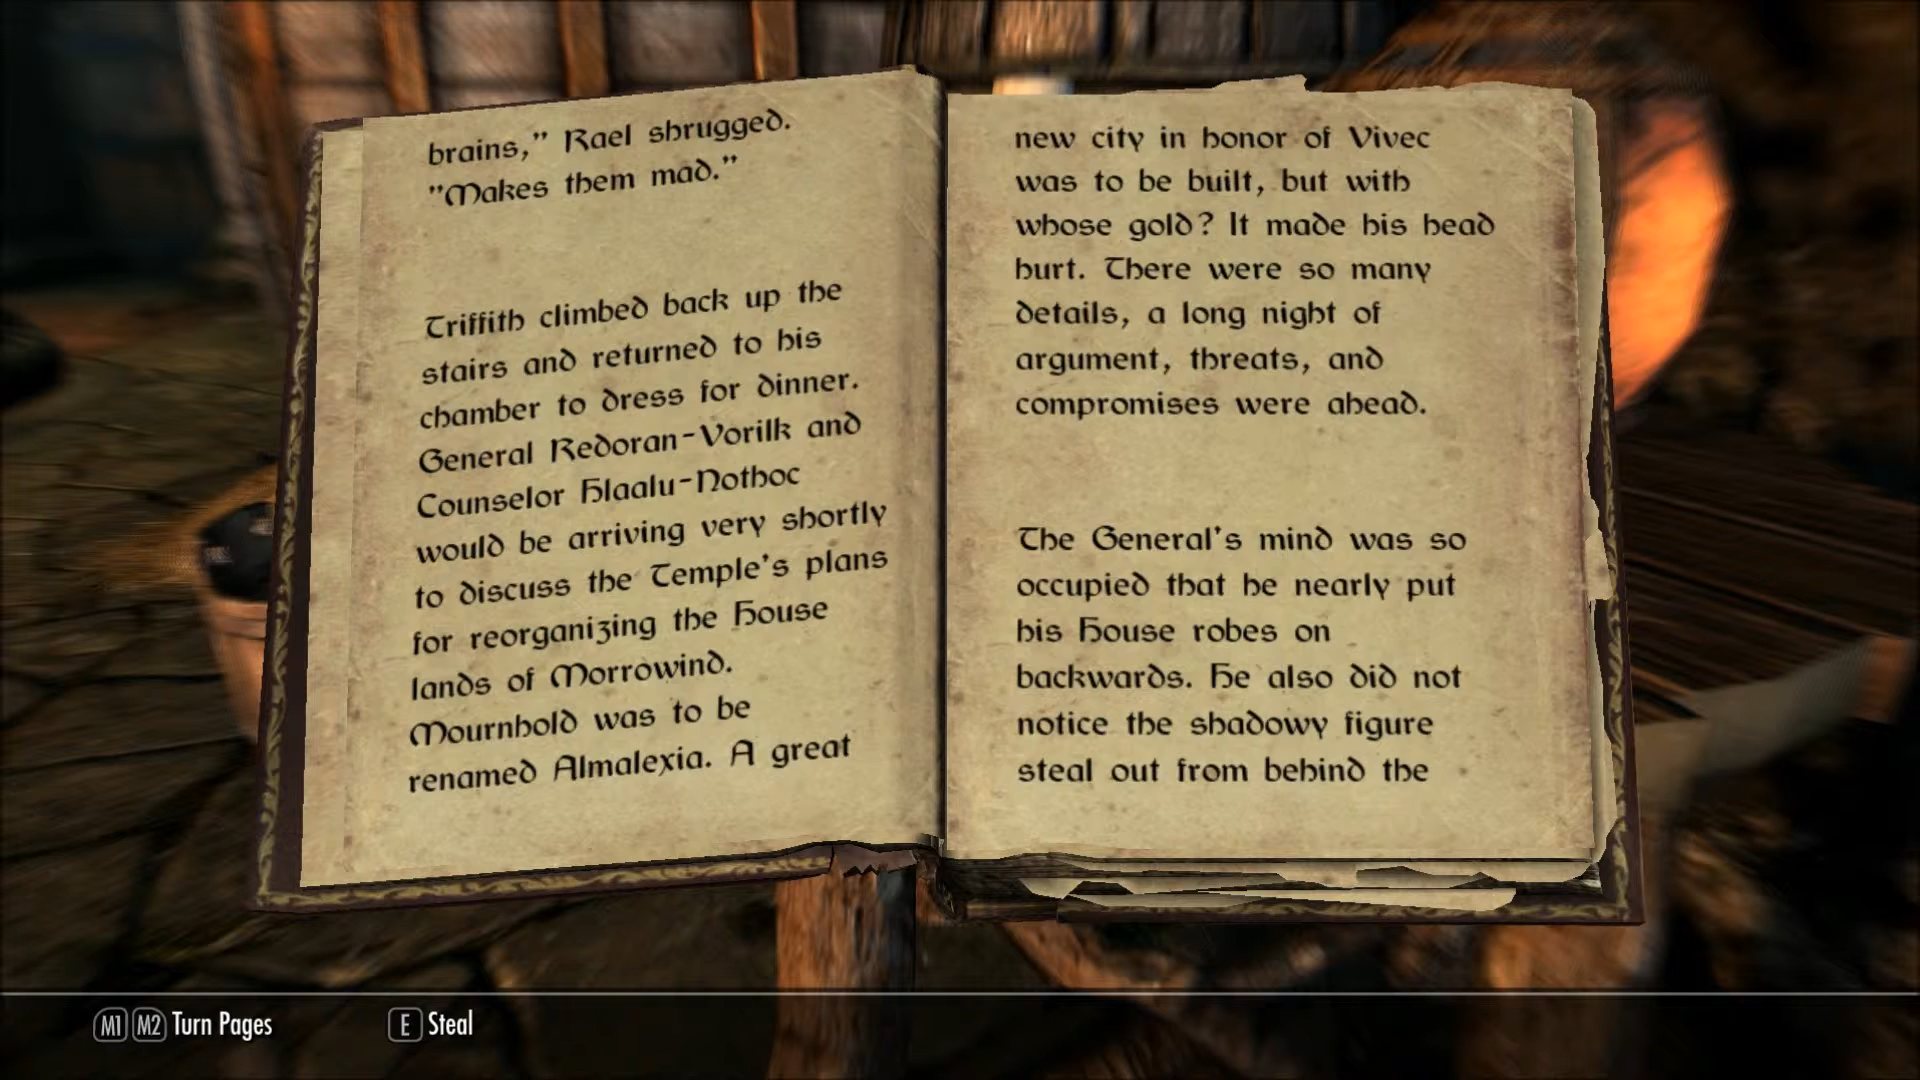 brains," Rael shrugged.
"Makes them mad."
Triffith climbed back up the
stairs and returned to his
chamber to dress for dinner.
General Redoran-Vorilk and
Counselor Hlaalu-Nothoc
would be arriving very shortly
to discuss the Temple's plans
for reorganizing the House
lands of Morrowind.
Mournhold was to be
renamed Almalexia. A great
new city in honor of Vivec
was to be built, but with
whose gold? It made his head
hurt. There were so many
details, a long night of
argument, threats, and
compromises were ahead.
The General's mind was so
occupied that he nearly put
his House robes on
backwards. He also did not
notice the shadowy figure
steal out from behind the
M1 M2 Turn Pages
E Steal